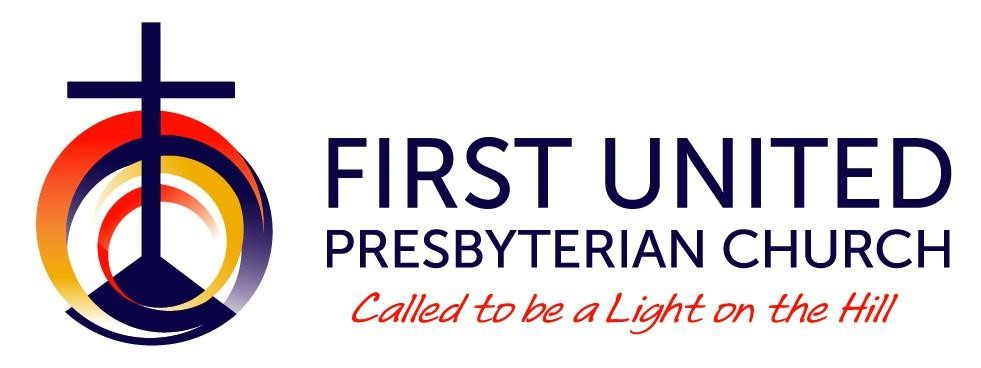 FIRST UNITED
PRESBYTERIAN CHURCH
Called to be a Light on the Hill